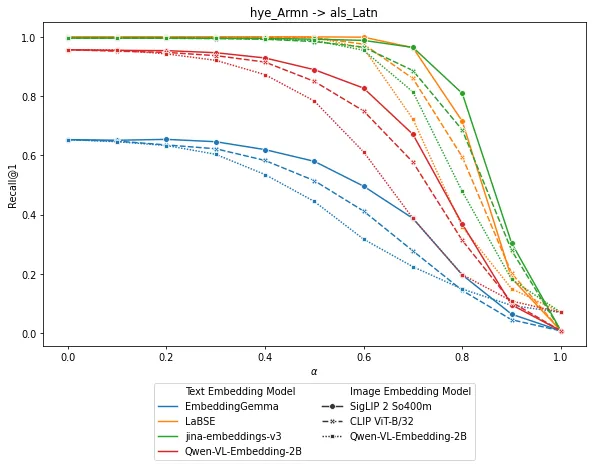 hye_Armn -> als_Latn
1.0
0.8
0.6
0.4
0.2
0.0
Recall@1
0.0 0.2 0.4 0.6 0.8 1.0
α
Text Embedding Model
EmbeddingGemma
LaBSE
jina-embeddings-v3
Qwen-VL-Embedding-2B
Image Embedding Model
SigLIP 2 So400m
CLIP ViT-B/32
Qwen-VL-Embedding-2B